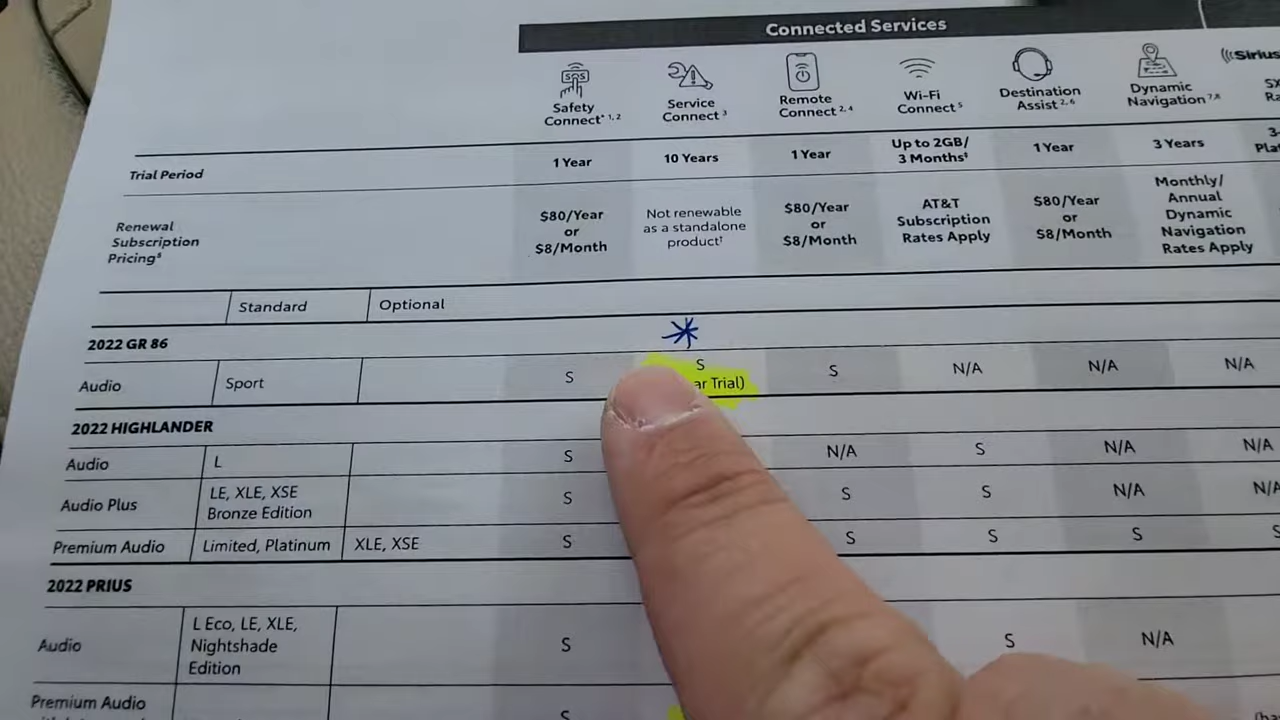 Connected Services
Safety Connect* 1,2
Service Connect 3
Remote Connect 2,4
Wi-Fi Connect 5
Destination Assist 2,6
Dynamic Navigation 7,8
Sirius
Trial Period 1 Year 10 Years 1 Year Up to 2GB/ 3 Months‡ 1 Year 3 Years
Renewal Subscription Pricing§ $80/Year or $8/Month Not renewable as a standalone product† $80/Year or $8/Month AT&T Subscription Rates Apply $80/Year or $8/Month Monthly/ Annual Dynamic Navigation Rates Apply
Standard Optional
2022 GR 86
Audio Sport S S Trial) S N/A N/A N/A
2022 HIGHLANDER
Audio L S N/A S N/A N/A
Audio Plus LE, XLE, XSE Bronze Edition S S S N/A N/A
Premium Audio Limited, Platinum XLE, XSE S S S S S
2022 PRIUS
Audio L Eco, LE, XLE, Nightshade Edition S S N/A
Premium Audio S